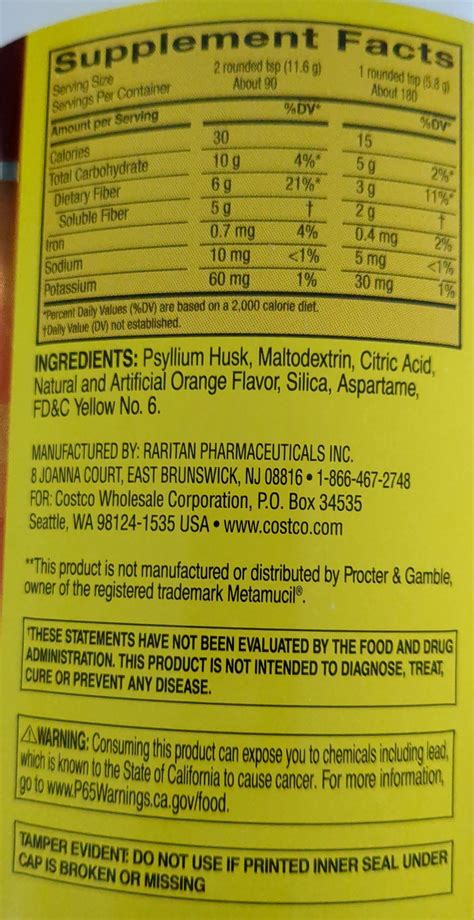 Supplement Facts
Serving Size 2 rounded tsp (11.6 g) 1 rounded tsp (5.8 g)
Servings Per Container About 90 About 180
Amount per Serving %DV* %DV*
Calories 30 15
Total Carbohydrate 10 g 4%* 5 g 2%*
Dietary Fiber 6 g 21%* 3 g 11%*
Soluble Fiber 5 g † 2 g †
Iron 0.7 mg 4% 0.4 mg 2%
Sodium 10 mg <1% 5 mg <1%
Potassium 60 mg 1% 30 mg 1%
*Percent Daily Values (%DV) are based on a 2,000 calorie diet.
†Daily Value (DV) not established.
INGREDIENTS: Psyllium Husk, Maltodextrin, Citric Acid,
Natural and Artificial Orange Flavor, Silica, Aspartame,
FD&C Yellow No. 6.
MANUFACTURED BY: RARITAN PHARMACEUTICALS INC.
8 JOANNA COURT, EAST BRUNSWICK, NJ 08816 • 1-866-467-2748
FOR: Costco Wholesale Corporation, P.O. Box 34535
Seattle, WA 98124-1535 USA • www.costco.com
**This product is not manufactured or distributed by Procter & Gamble,
owner of the registered trademark Metamucil®.
†THESE STATEMENTS HAVE NOT BEEN EVALUATED BY THE FOOD AND DRUG
ADMINISTRATION. THIS PRODUCT IS NOT INTENDED TO DIAGNOSE, TREAT,
CURE OR PREVENT ANY DISEASE.
⚠WARNING: Consuming this product can expose you to chemicals including lead,
which is known to the State of California to cause cancer. For more information,
go to www.P65Warnings.ca.gov/food.
TAMPER EVIDENT: DO NOT USE IF PRINTED INNER SEAL UNDER
CAP IS BROKEN OR MISSING